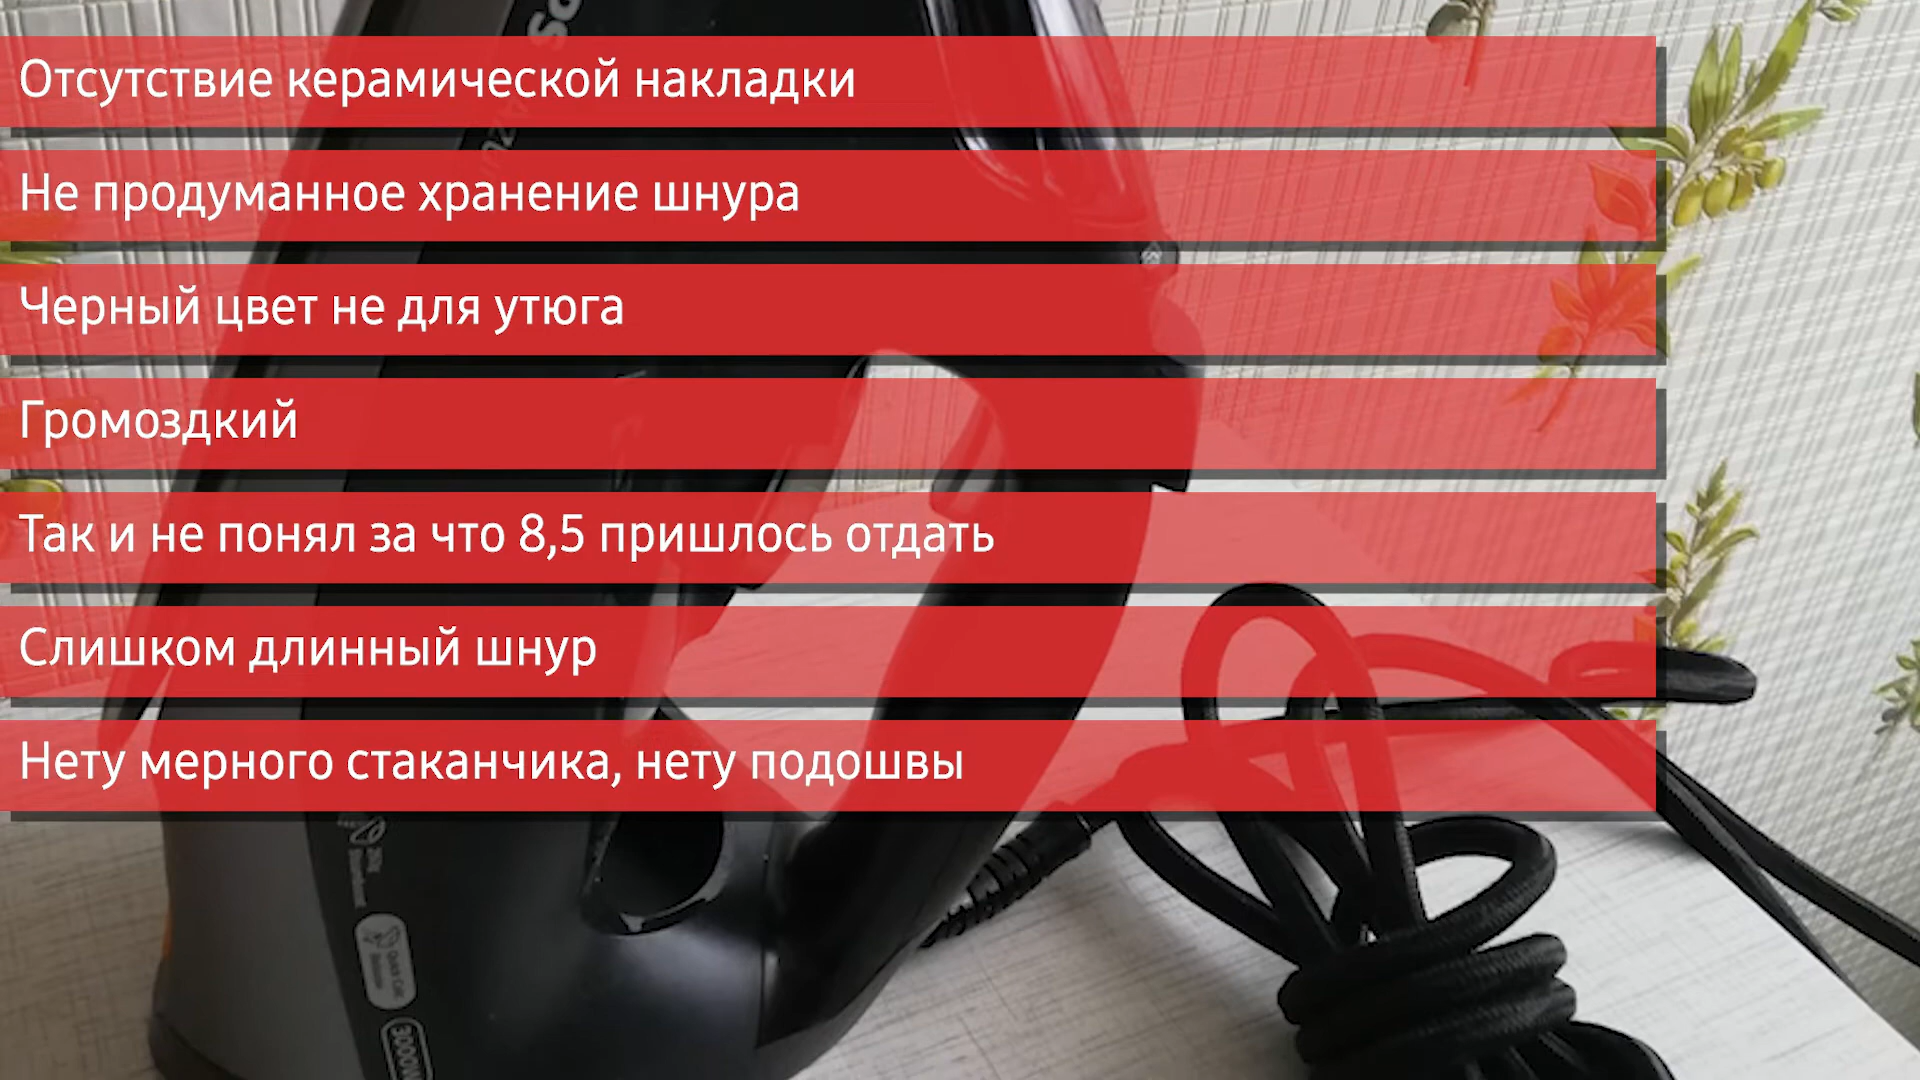 Отсутствие керамической накладки
Не продуманное хранение шнура
Черный цвет не для утюга
Громоздкий
Так и не понял за что 8,5 пришлось отдать
Слишком длинный шнур
Нету мерного стаканчика, нету подошвы
3000W